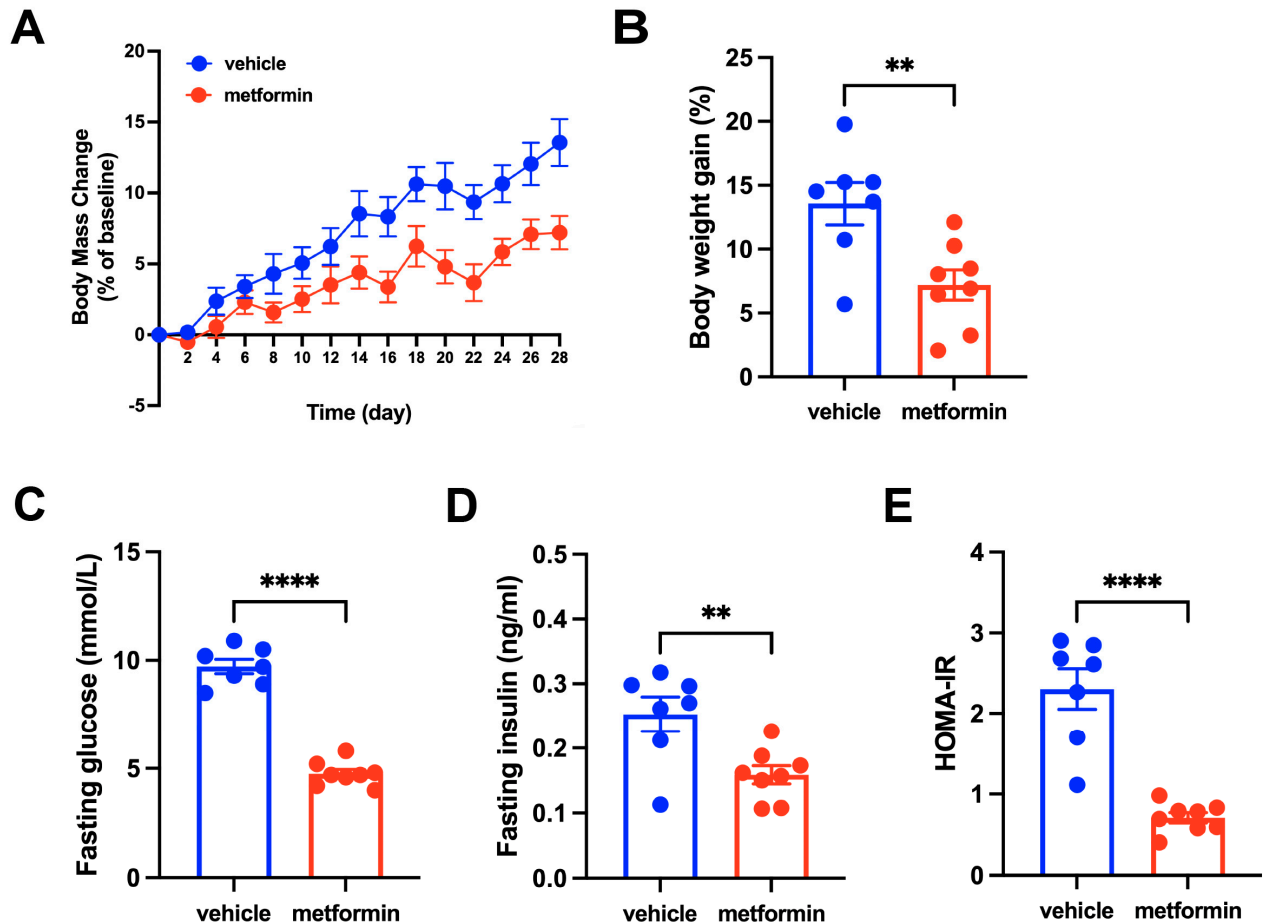 A
20
15
10
5
0
-5
Body Mass Change
(% of baseline)
vehicle
metformin
2 4 6 8 10 12 14 16 18 20 22 24 26 28
Time (day)
B
25
20
15
10
5
0
Body weight gain (%)
**
vehicle metformin
C
15
10
5
0
Fasting glucose (mmol/L)
****
vehicle metformin
D
0.5
0.4
0.3
0.2
0.1
0.0
Fasting insulin (ng/ml)
**
vehicle metformin
E
4
3
2
1
0
HOMA-IR
****
vehicle metformin